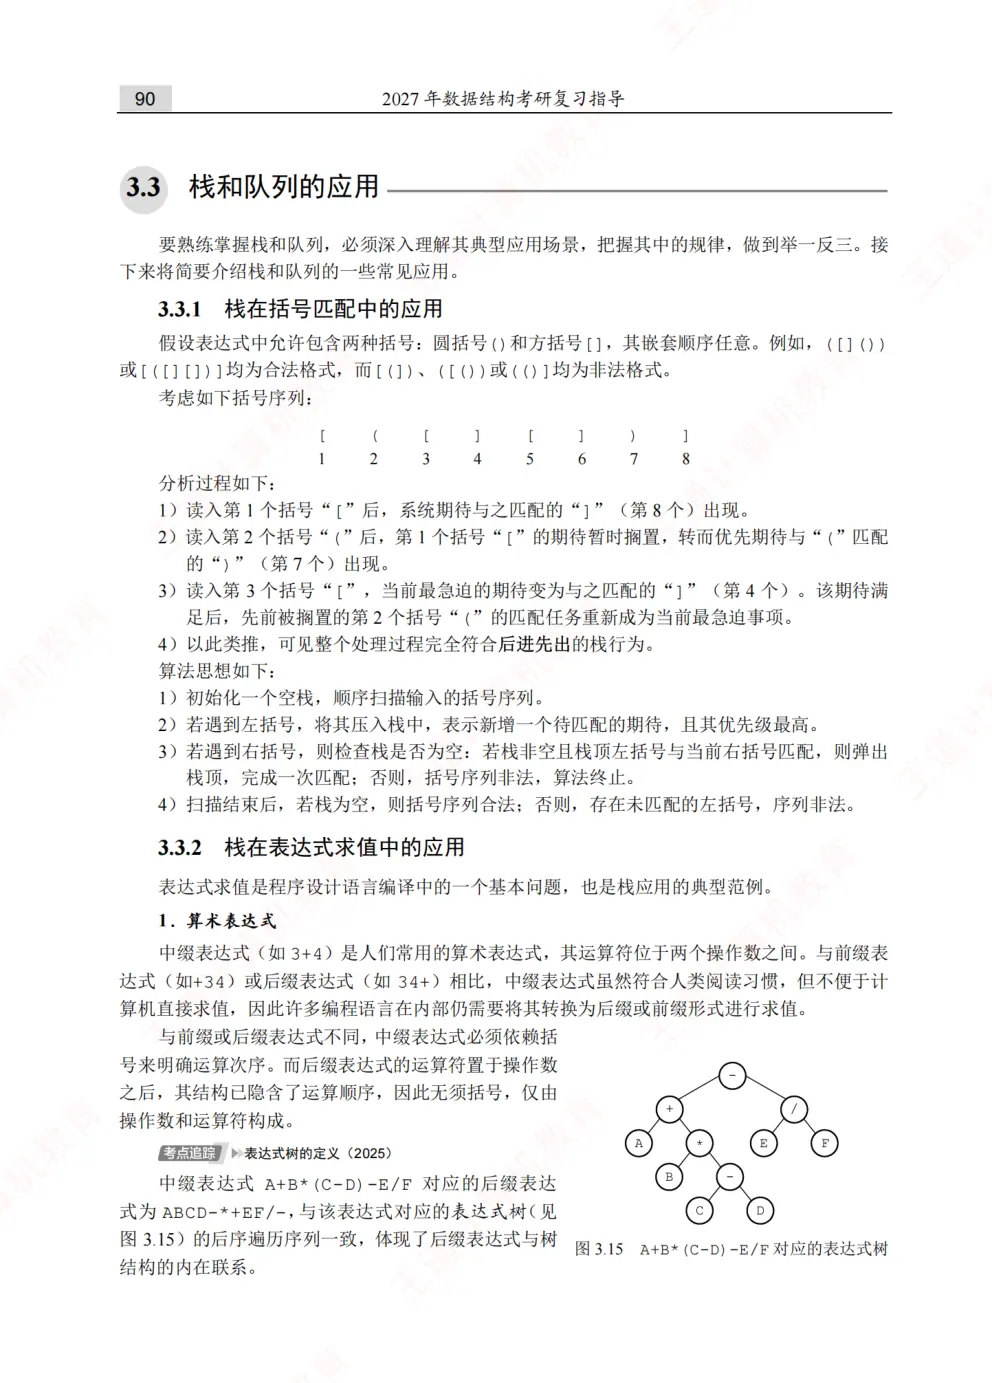 90
2027 年数据结构考研复习指导
3.3 栈和队列的应用
要熟练掌握栈和队列，必须深入理解其典型应用场景，把握其中的规律，做到举一反三。接
下来将简要介绍栈和队列的一些常见应用。
3.3.1 栈在括号匹配中的应用
假设表达式中允许包含两种括号：圆括号()和方括号[]，其嵌套顺序任意。例如，([]())
或[([][])]均为合法格式，而[(])、([())或(()]均为非法格式。
考虑如下括号序列：
[ ( [ ] [ ] ) ]
1 2 3 4 5 6 7 8
分析过程如下：
1）读入第 1 个括号“[”后，系统期待与之匹配的“]”（第 8 个）出现。
2）读入第 2 个括号“(”后，第 1 个括号“[”的期待暂时搁置，转而优先期待与“(”匹配
的“)”（第 7 个）出现。
3）读入第 3 个括号“[”，当前最急迫的期待变为与之匹配的“]”（第 4 个）。该期待满
足后，先前被搁置的第 2 个括号“(”的匹配任务重新成为当前最急迫事项。
4）以此类推，可见整个处理过程完全符合后进先出的栈行为。
算法思想如下：
1）初始化一个空栈，顺序扫描输入的括号序列。
2）若遇到左括号，将其压入栈中，表示新增一个待匹配的期待，且其优先级最高。
3）若遇到右括号，则检查栈是否为空：若栈非空且栈顶左括号与当前右括号匹配，则弹出
栈顶，完成一次匹配；否则，括号序列非法，算法终止。
4）扫描结束后，若栈为空，则括号序列合法；否则，存在未匹配的左括号，序列非法。
3.3.2 栈在表达式求值中的应用
表达式求值是程序设计语言编译中的一个基本问题，也是栈应用的典型范例。
1．算术表达式
中缀表达式（如 3+4）是人们常用的算术表达式，其运算符位于两个操作数之间。与前缀表
达式（如+34）或后缀表达式（如 34+）相比，中缀表达式虽然符合人类阅读习惯，但不便于计
算机直接求值，因此许多编程语言在内部仍需要将其转换为后缀或前缀形式进行求值。
与前缀或后缀表达式不同，中缀表达式必须依赖括
号来明确运算次序。而后缀表达式的运算符置于操作数
之后，其结构已隐含了运算顺序，因此无须括号，仅由
操作数和运算符构成。
考点追踪 表达式树的定义（2025）
中缀表达式 A+B*(C-D)-E/F 对应的后缀表达
式为 ABCD-*+EF/-，与该表达式对应的表达式树（见
图 3.15）的后序遍历序列一致，体现了后缀表达式与树
结构的内在联系。
-
+ /
A * E F
B -
C D
图 3.15 A+B*(C-D)-E/F 对应的表达式树
王道计算机教育